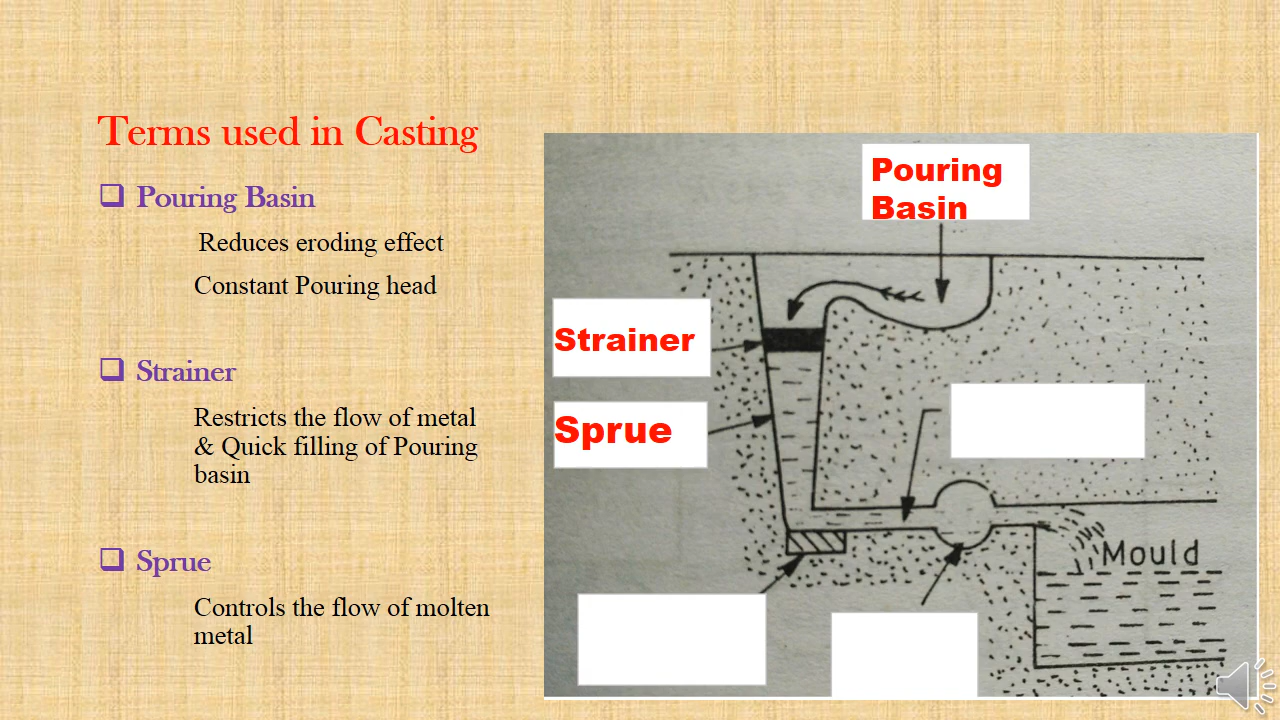 Terms used in Casting
Pouring Basin
Reduces eroding effect
Constant Pouring head
Strainer
Restricts the flow of metal
& Quick filling of Pouring
basin
Sprue
Controls the flow of molten
metal
Pouring
Basin
Strainer
Sprue
Mould